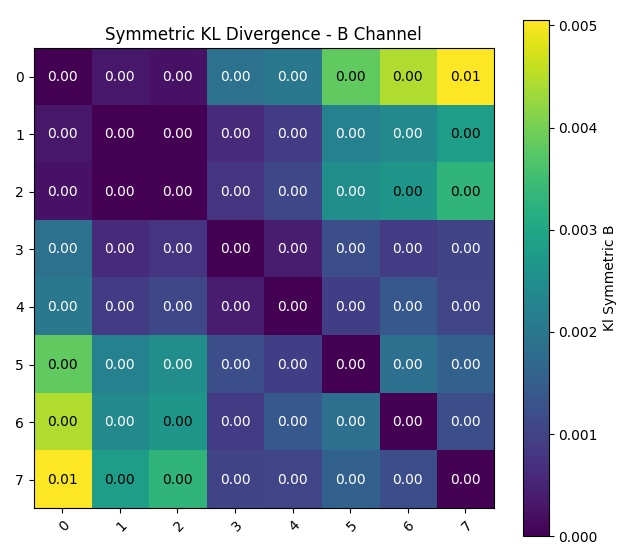 Symmetric KL Divergence - B Channel
0 0.00 0.00 0.00 0.00 0.00 0.00 0.00 0.01
1 0.00 0.00 0.00 0.00 0.00 0.00 0.00 0.00
2 0.00 0.00 0.00 0.00 0.00 0.00 0.00 0.00
3 0.00 0.00 0.00 0.00 0.00 0.00 0.00 0.00
4 0.00 0.00 0.00 0.00 0.00 0.00 0.00 0.00
5 0.00 0.00 0.00 0.00 0.00 0.00 0.00 0.00
6 0.00 0.00 0.00 0.00 0.00 0.00 0.00 0.00
7 0.01 0.00 0.00 0.00 0.00 0.00 0.00 0.00
0 1 2 3 4 5 6 7
0.005
0.004
0.003
0.002
0.001
0.000
Kl Symmetric B